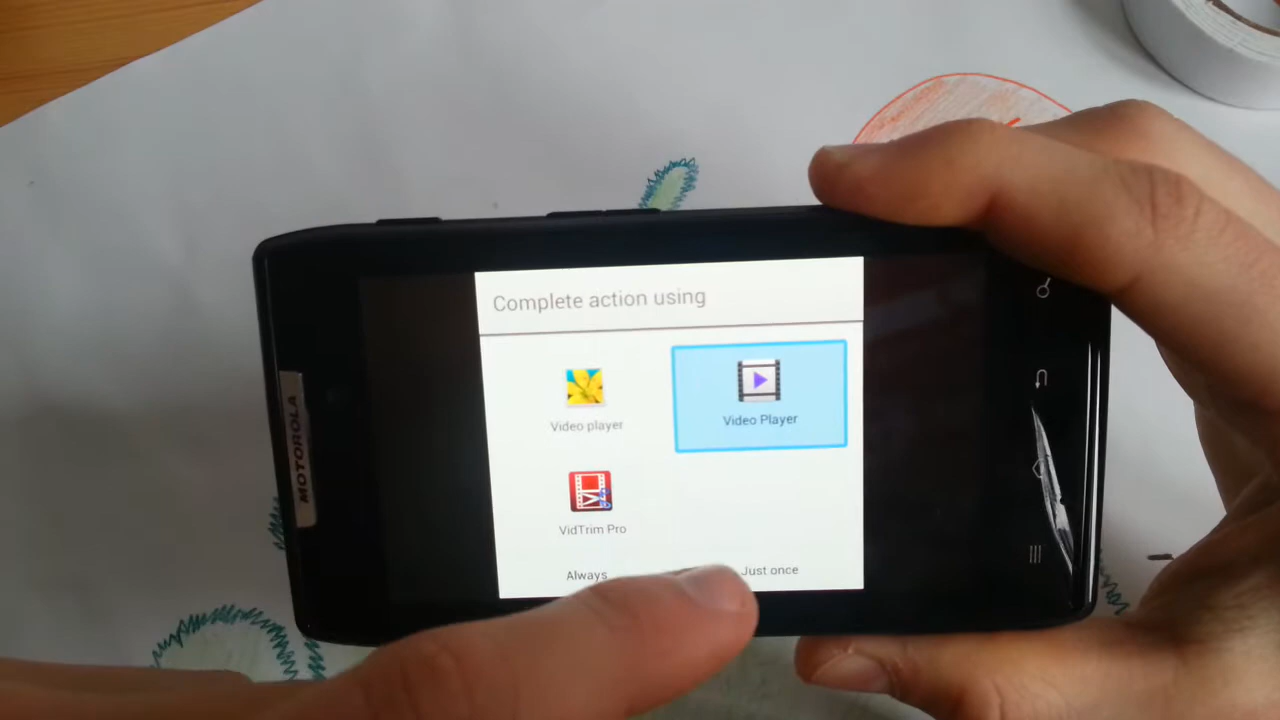 MOTOROLA
Complete action using
Video player
Video Player
VidTrim Pro
Always
Just once